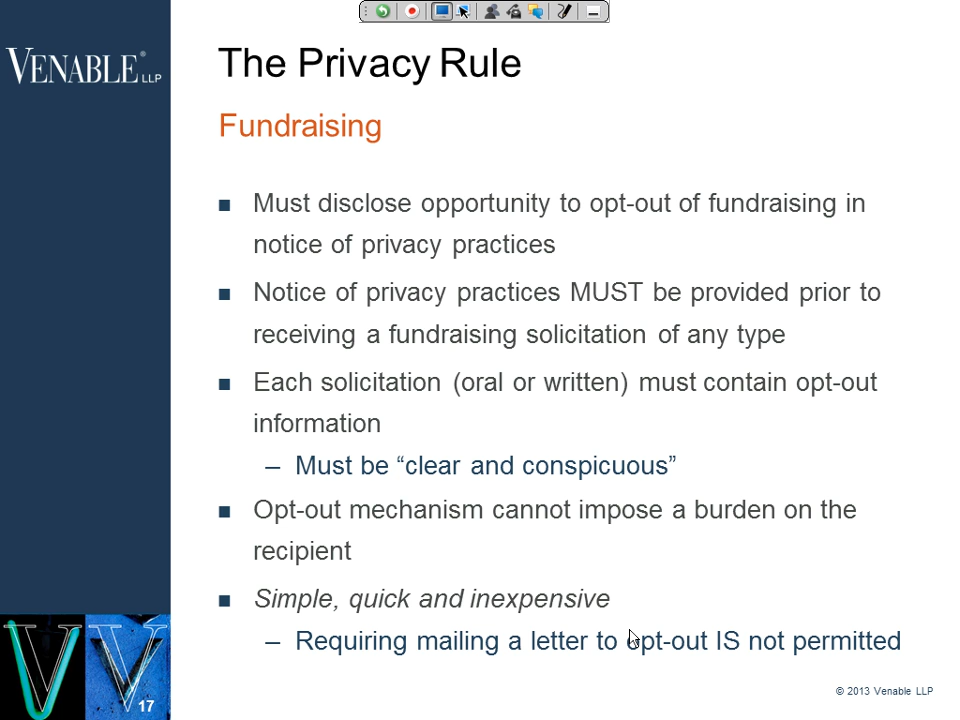 VENABLE® LLP
The Privacy Rule
Fundraising
■ Must disclose opportunity to opt-out of fundraising in
notice of privacy practices
■ Notice of privacy practices MUST be provided prior to
receiving a fundraising solicitation of any type
■ Each solicitation (oral or written) must contain opt-out
information
– Must be “clear and conspicuous”
■ Opt-out mechanism cannot impose a burden on the
recipient
■ Simple, quick and inexpensive
– Requiring mailing a letter to opt-out IS not permitted
17
© 2013 Venable LLP